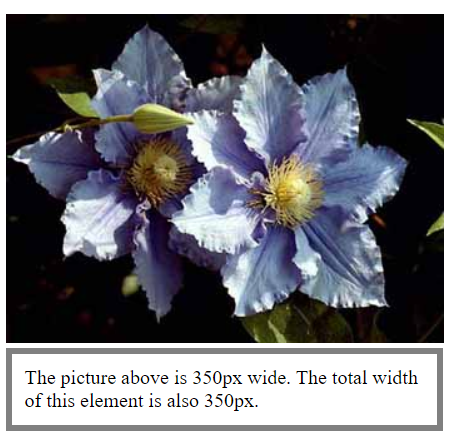 The picture above is 350px wide. The total width
of this element is also 350px.